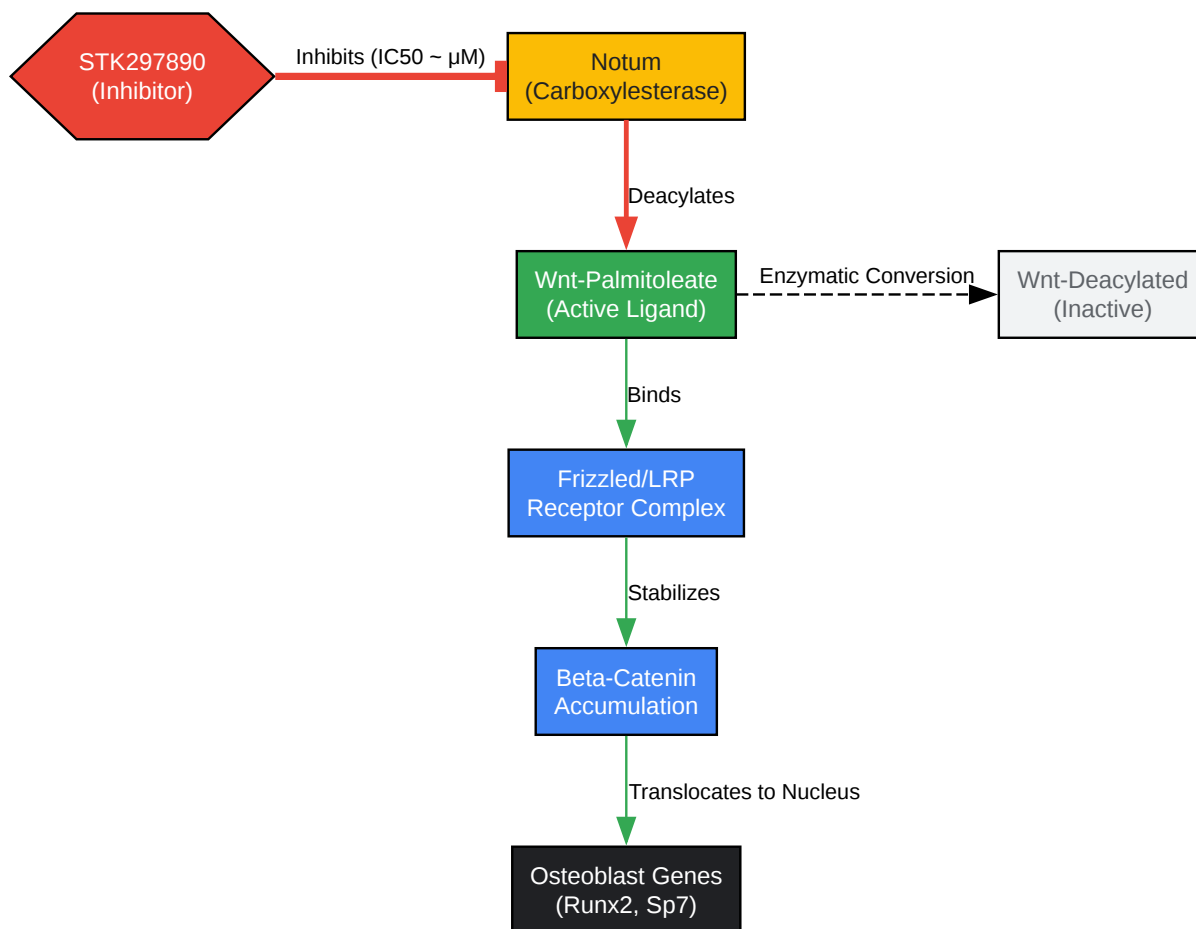 STK297890
(Inhibitor)
Inhibits (IC50 ~ μM)
Notum
(Carboxylesterase)
Deacylates
Wnt-Palmitoleate
(Active Ligand)
Enzymatic Conversion
Wnt-Deacylated
(Inactive)
Binds
Frizzled/LRP
Receptor Complex
Stabilizes
Beta-Catenin
Accumulation
Translocates to Nucleus
Osteoblast Genes
(Runx2, Sp7)